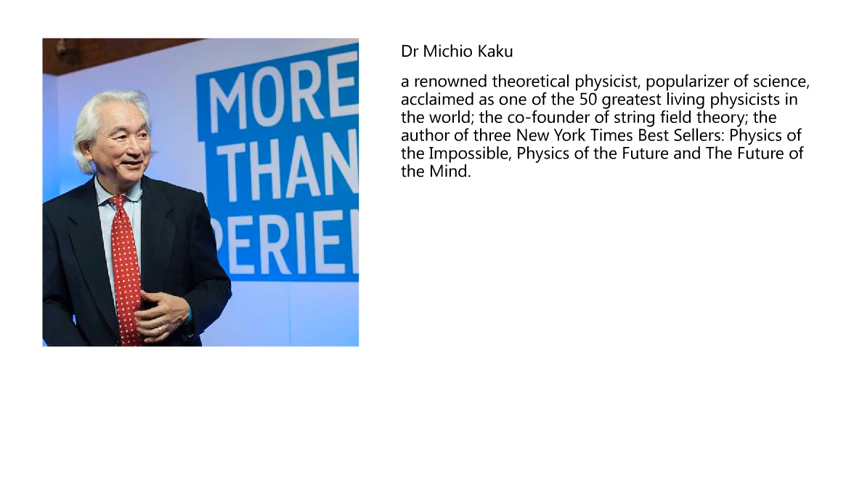 MORE
THAN
PERIE
Dr Michio Kaku
a renowned theoretical physicist, popularizer of science,
acclaimed as one of the 50 greatest living physicists in
the world; the co-founder of string field theory; the
author of three New York Times Best Sellers: Physics of
the Impossible, Physics of the Future and The Future of
the Mind.